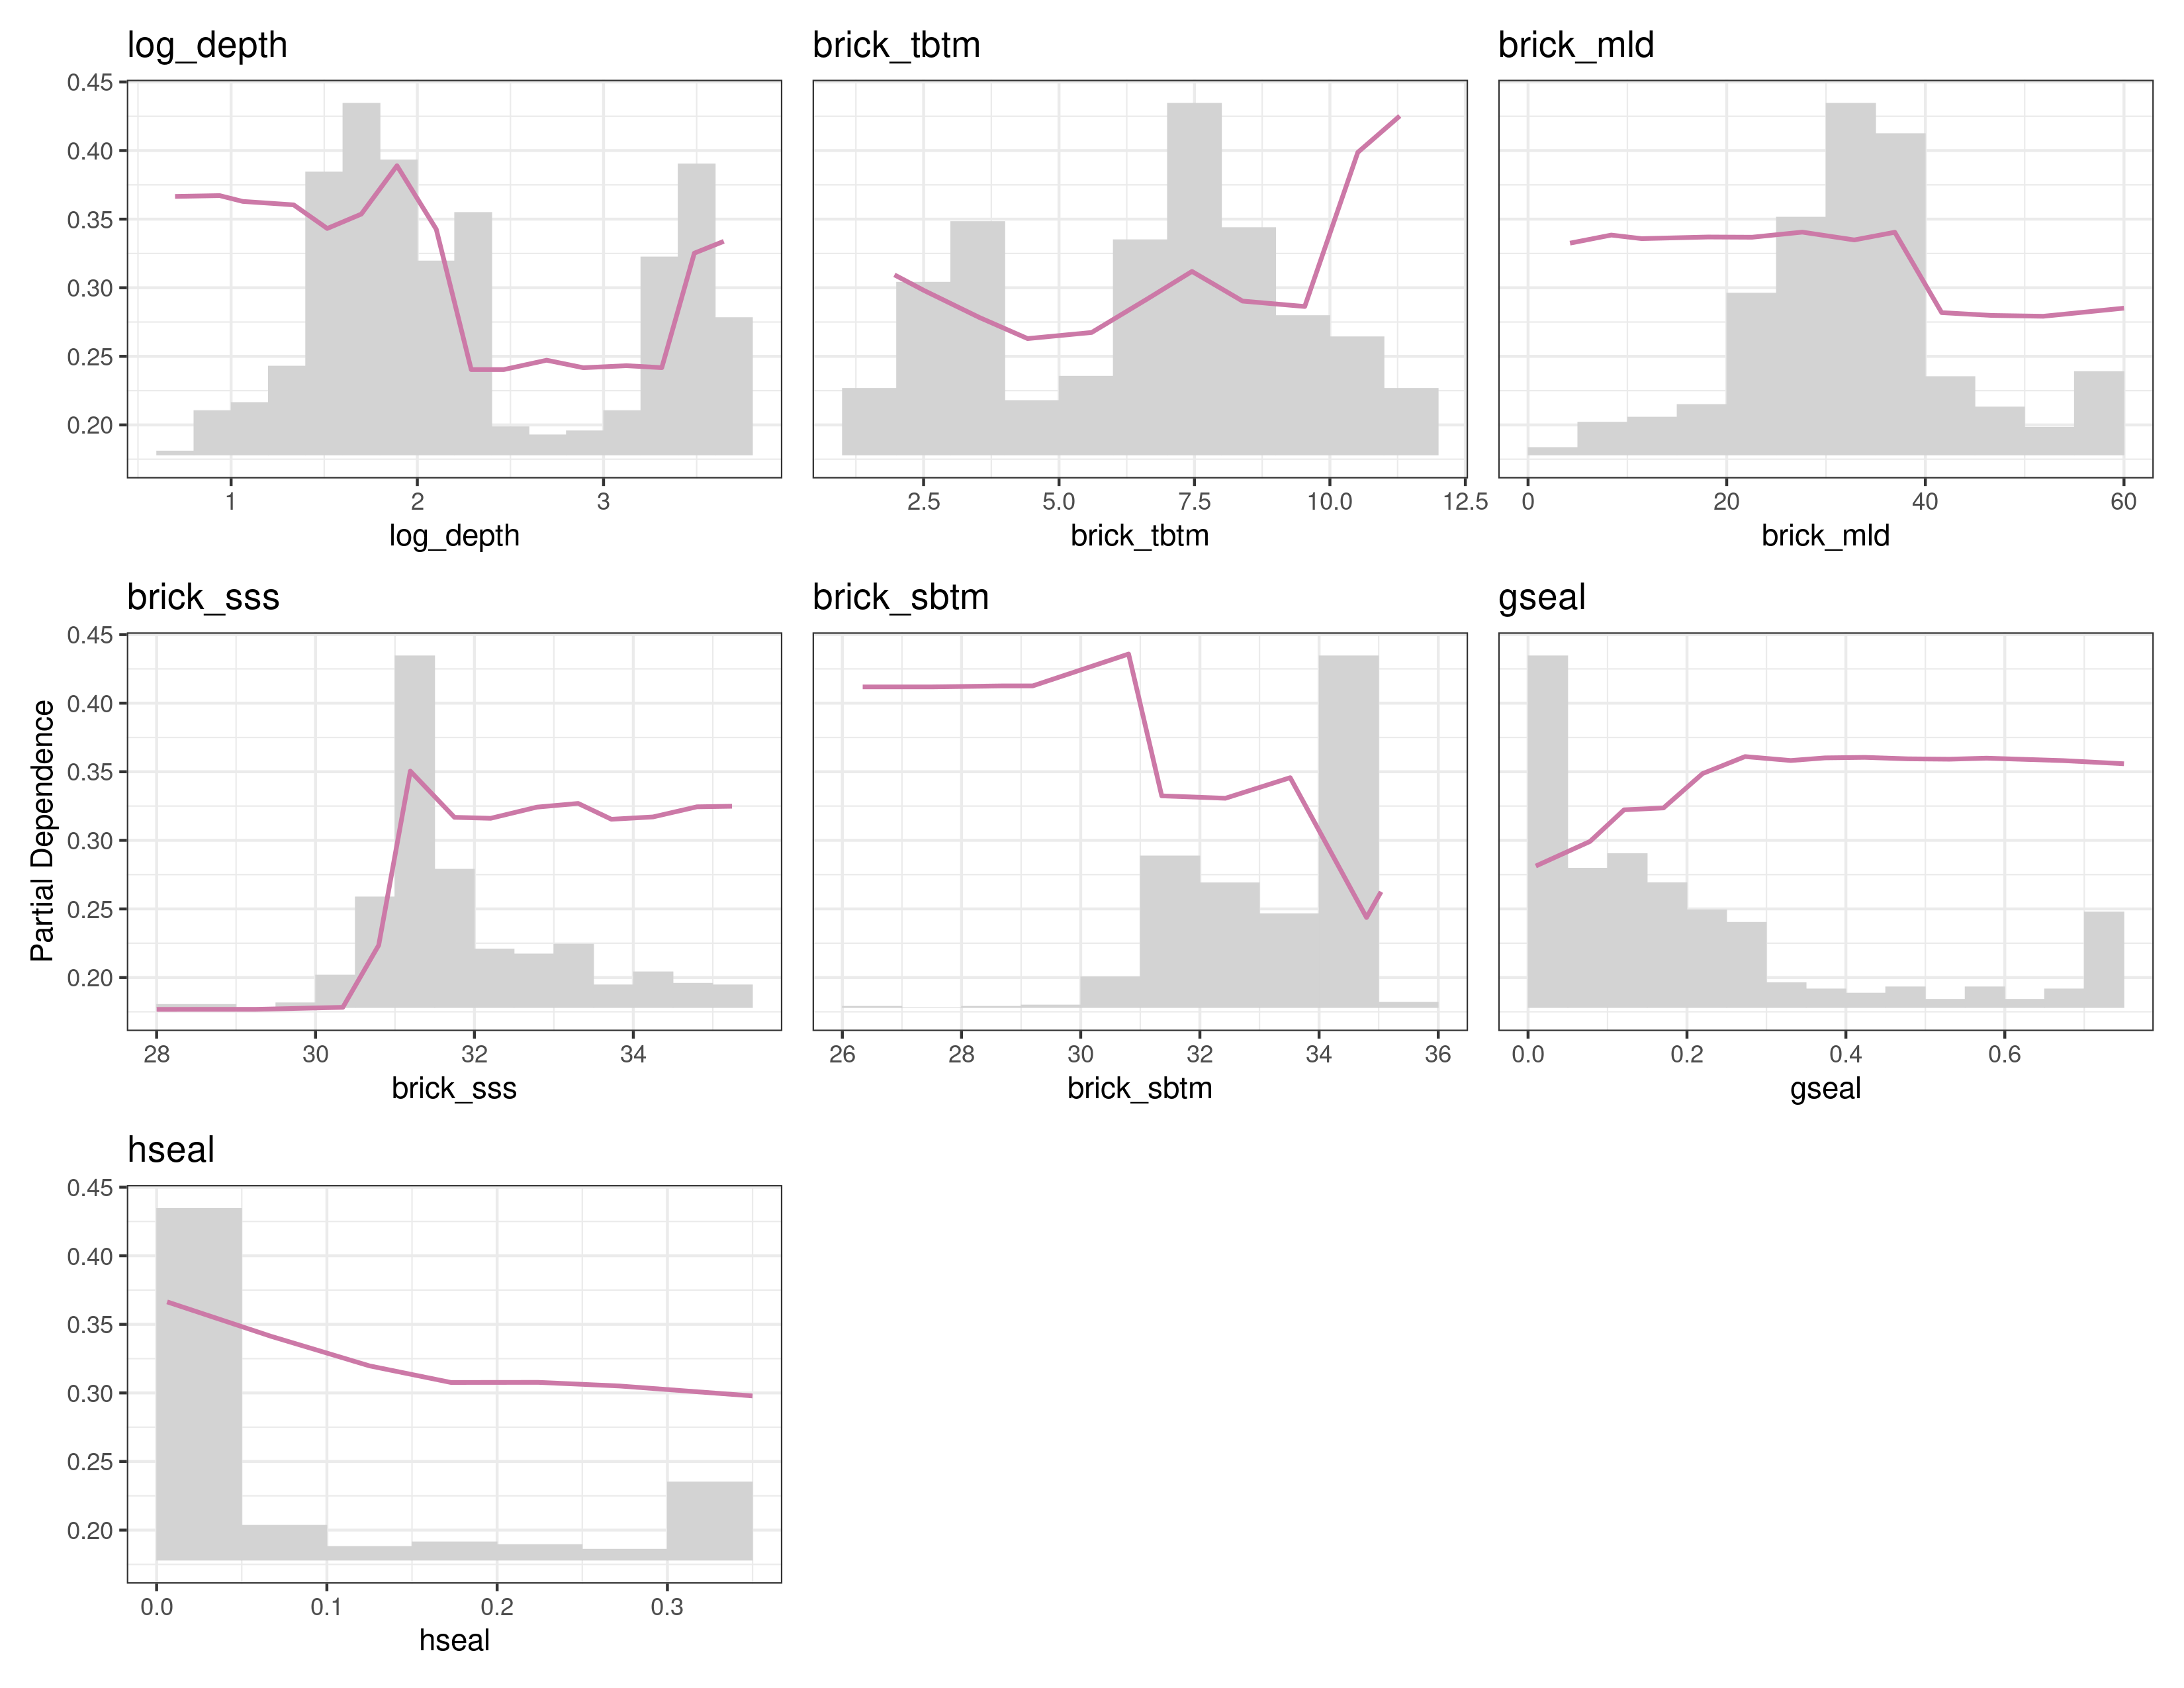 log_depth brick_tbtm brick_mld
0.45
0.40
0.35
0.30
0.25
0.20
1 2 3
2.5 5.0 7.5 10.0 12.5
0 20 40 60
log_depth brick_tbtm brick_mld
brick_sss brick_sbtm gseal
Partial Dependence
0.45
0.40
0.35
0.30
0.25
0.20
28 30 32 34
26 28 30 32 34 36
0.0 0.2 0.4 0.6
brick_sss brick_sbtm gseal
hseal
0.45
0.40
0.35
0.30
0.25
0.20
0.0 0.1 0.2 0.3
hseal